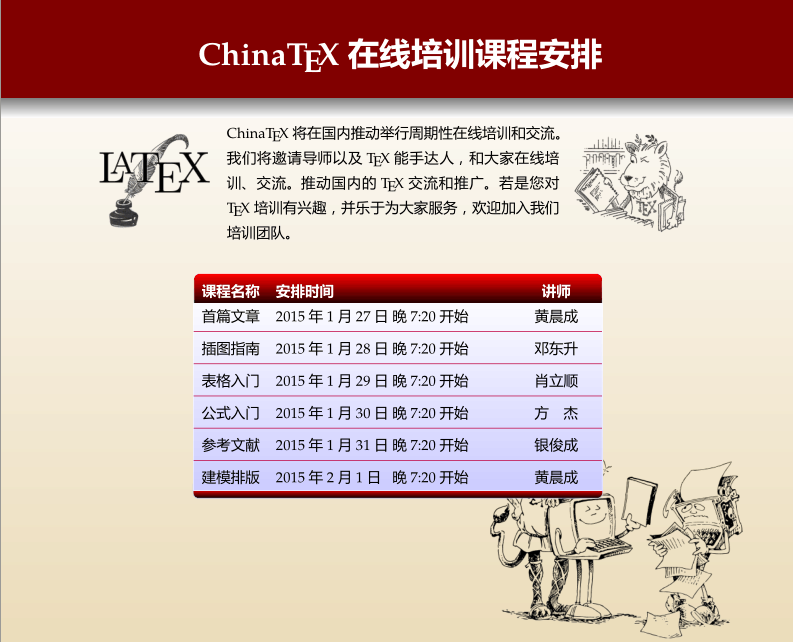 ChinaTEX 在线培训课程安排
LATEX
ChinaTEX 将在国内推动举行周期性在线培训和交流。
我们将邀请导师以及 TEX 能手达人，和大家在线培
训、交流。推动国内的 TEX 交流和推广。若是您对
TEX 培训有兴趣，并乐于为大家服务，欢迎加入我们
培训团队。
TEX
课程名称 安排时间 讲师
首篇文章 2015 年 1 月 27 日 晚 7:20 开始 黄晨成
插图指南 2015 年 1 月 28 日 晚 7:20 开始 邓东升
表格入门 2015 年 1 月 29 日 晚 7:20 开始 肖立顺
公式入门 2015 年 1 月 30 日 晚 7:20 开始 方 杰
参考文献 2015 年 1 月 31 日 晚 7:20 开始 银俊成
建模排版 2015 年 2 月 1 日 晚 7:20 开始 黄晨成